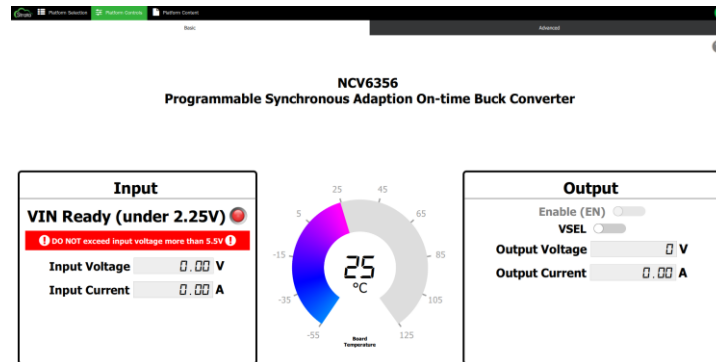 Strata Platform Selection Platform Controls Platform Content
Basic Advanced
NCV6356
Programmable Synchronous Adaption On-time Buck Converter
Input
VIN Ready (under 2.25V)
DO NOT exceed input voltage more than 5.5V
Input Voltage 0.00 V
Input Current 0.00 A
-55
-35
-15
5
25
45
65
85
105
125
25
°C
Board
Temperature
Output
Enable (EN)
VSEL
Output Voltage 0 V
Output Current 0.00 A